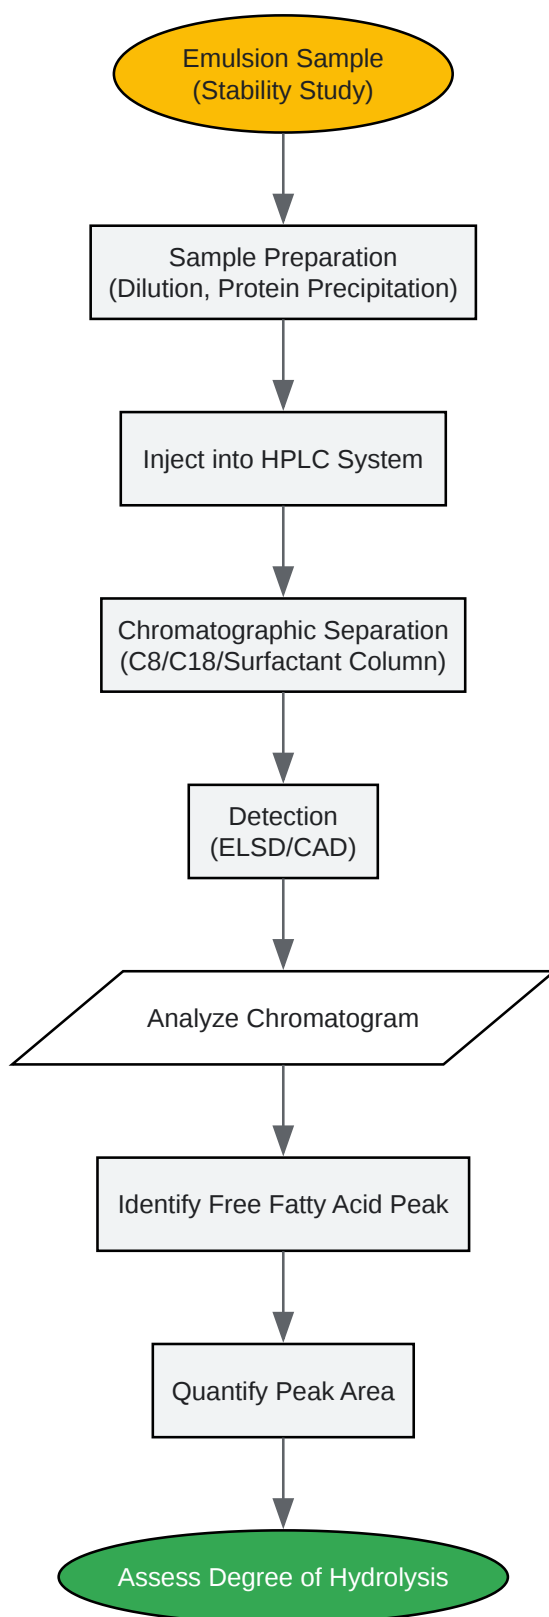 Emulsion Sample
(Stability Study)
Sample Preparation
(Dilution, Protein Precipitation)
Inject into HPLC System
Chromatographic Separation
(C8/C18/Surfactant Column)
Detection
(ELSD/CAD)
Analyze Chromatogram
Identify Free Fatty Acid Peak
Quantify Peak Area
Assess Degree of Hydrolysis